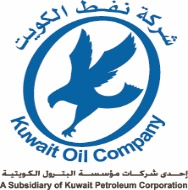 شركة نفط الكويت
Kuwait Oil Company
إحدى شركات مؤسسة البترول الكويتية
A Subsidiary of Kuwait Petroleum Corporation